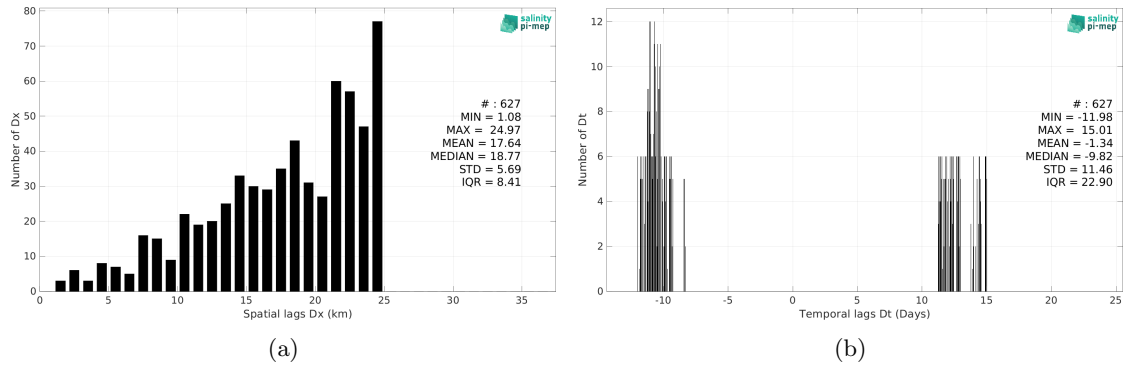 80
70
60
50
40
30
20
10
0
Number of Dx
0 5 10 15 20 25 30 35
Spatial lags Dx (km)
salinity
pi-mep
# : 627
MIN = 1.08
MAX = 24.97
MEAN = 17.64
MEDIAN = 18.77
STD = 5.69
IQR = 8.41
(a)
12
10
8
6
4
2
0
Number of Dt
-10 -5 0 5 10 15 20 25
Temporal lags Dt (Days)
salinity
pi-mep
# : 627
MIN = -11.98
MAX = 15.01
MEAN = -1.34
MEDIAN = -9.82
STD = 11.46
IQR = 22.90
(b)